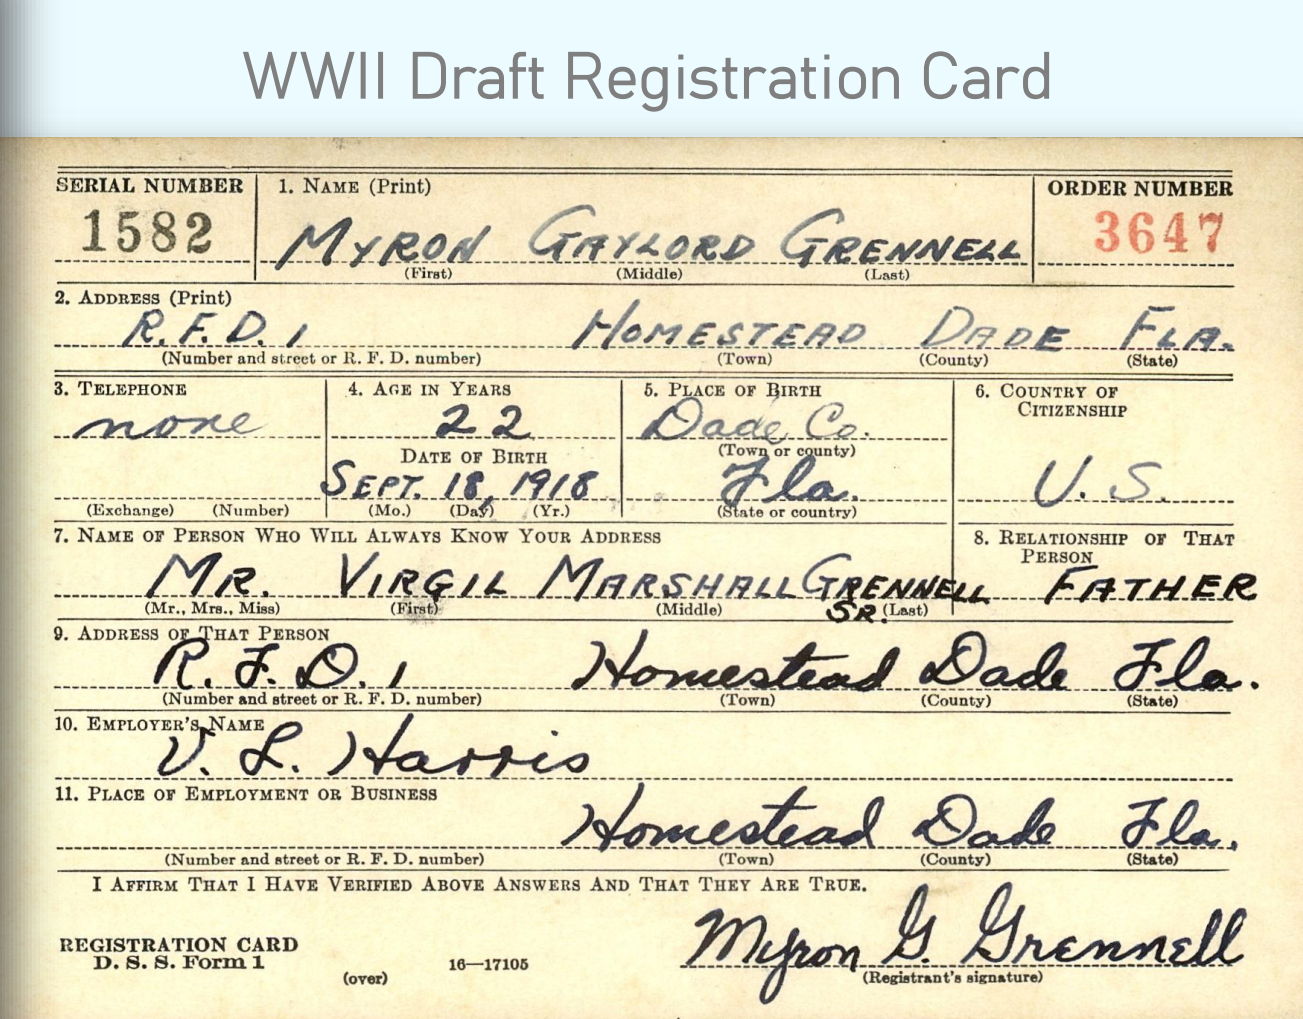 WWII Draft Registration Card
SERIAL NUMBER 1. NAME (Print) ORDER NUMBER
1582 MYRON GAYLORD GRENNELL 3647
(First) (Middle) (Last)
2. ADDRESS (Print)
R.F.D. 1 HOMESTEAD DADE FLA.
(Number and street or R. F. D. number) (Town) (County) (State)
3. TELEPHONE 4. AGE IN YEARS 5. PLACE OF BIRTH 6. COUNTRY OF
CITIZENSHIP
none 22 Dade Co.
(Town or county)
DATE OF BIRTH
SEPT. 18, 1918 Fla. U. S.
(Exchange) (Number) (Mo.) (Day) (Yr.) (State or country)
7. NAME OF PERSON WHO WILL ALWAYS KNOW YOUR ADDRESS 8. RELATIONSHIP OF THAT
PERSON
MR. VIRGIL MARSHALL GRENNELL FATHER
(Mr., Mrs., Miss) (First) (Middle) SR. (Last)
9. ADDRESS OF THAT PERSON
R. F. D. 1 Homestead Dade Fla.
(Number and street or R. F. D. number) (Town) (County) (State)
10. EMPLOYER'S NAME
V. L. Harris
11. PLACE OF EMPLOYMENT OR BUSINESS
Homestead Dade Fla.
(Number and street or R. F. D. number) (Town) (County) (State)
I AFFIRM THAT I HAVE VERIFIED ABOVE ANSWERS AND THAT THEY ARE TRUE.
Myron G. Grennell
REGISTRATION CARD
D. S. S. Form 1 16—17105
(over) (Registrant's signature)